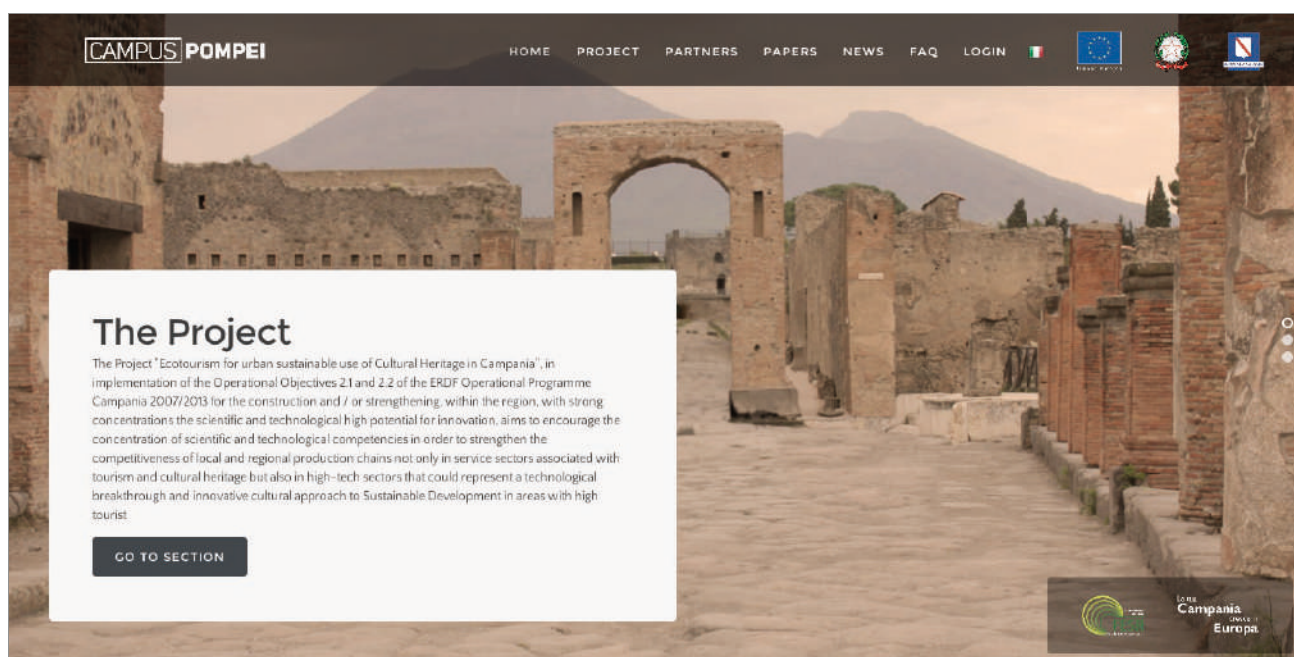 CAMPUS POMPEI
HOME PROJECT PARTNERS PAPERS NEWS FAQ LOGIN
The Project
The Project "Ecotourism for urban sustainable use of Cultural Heritage in Campania", in
implementation of the Operational Objectives 2.1 and 2.2 of the ERDF Operational Programme
Campania 2007/2013 for the construction and / or strengthening, within the region, with strong
concentrations the scientific and technological high potential for innovation, aims to encourage the
concentration of scientific and technological competencies in order to strengthen the
competitiveness of local and regional production chains not only in service sectors associated with
tourism and cultural heritage but also in high-tech sectors that could represent a technological
breakthrough and innovative cultural approach to Sustainable Development in areas with high
tourist
GO TO SECTION
Campania
Europa